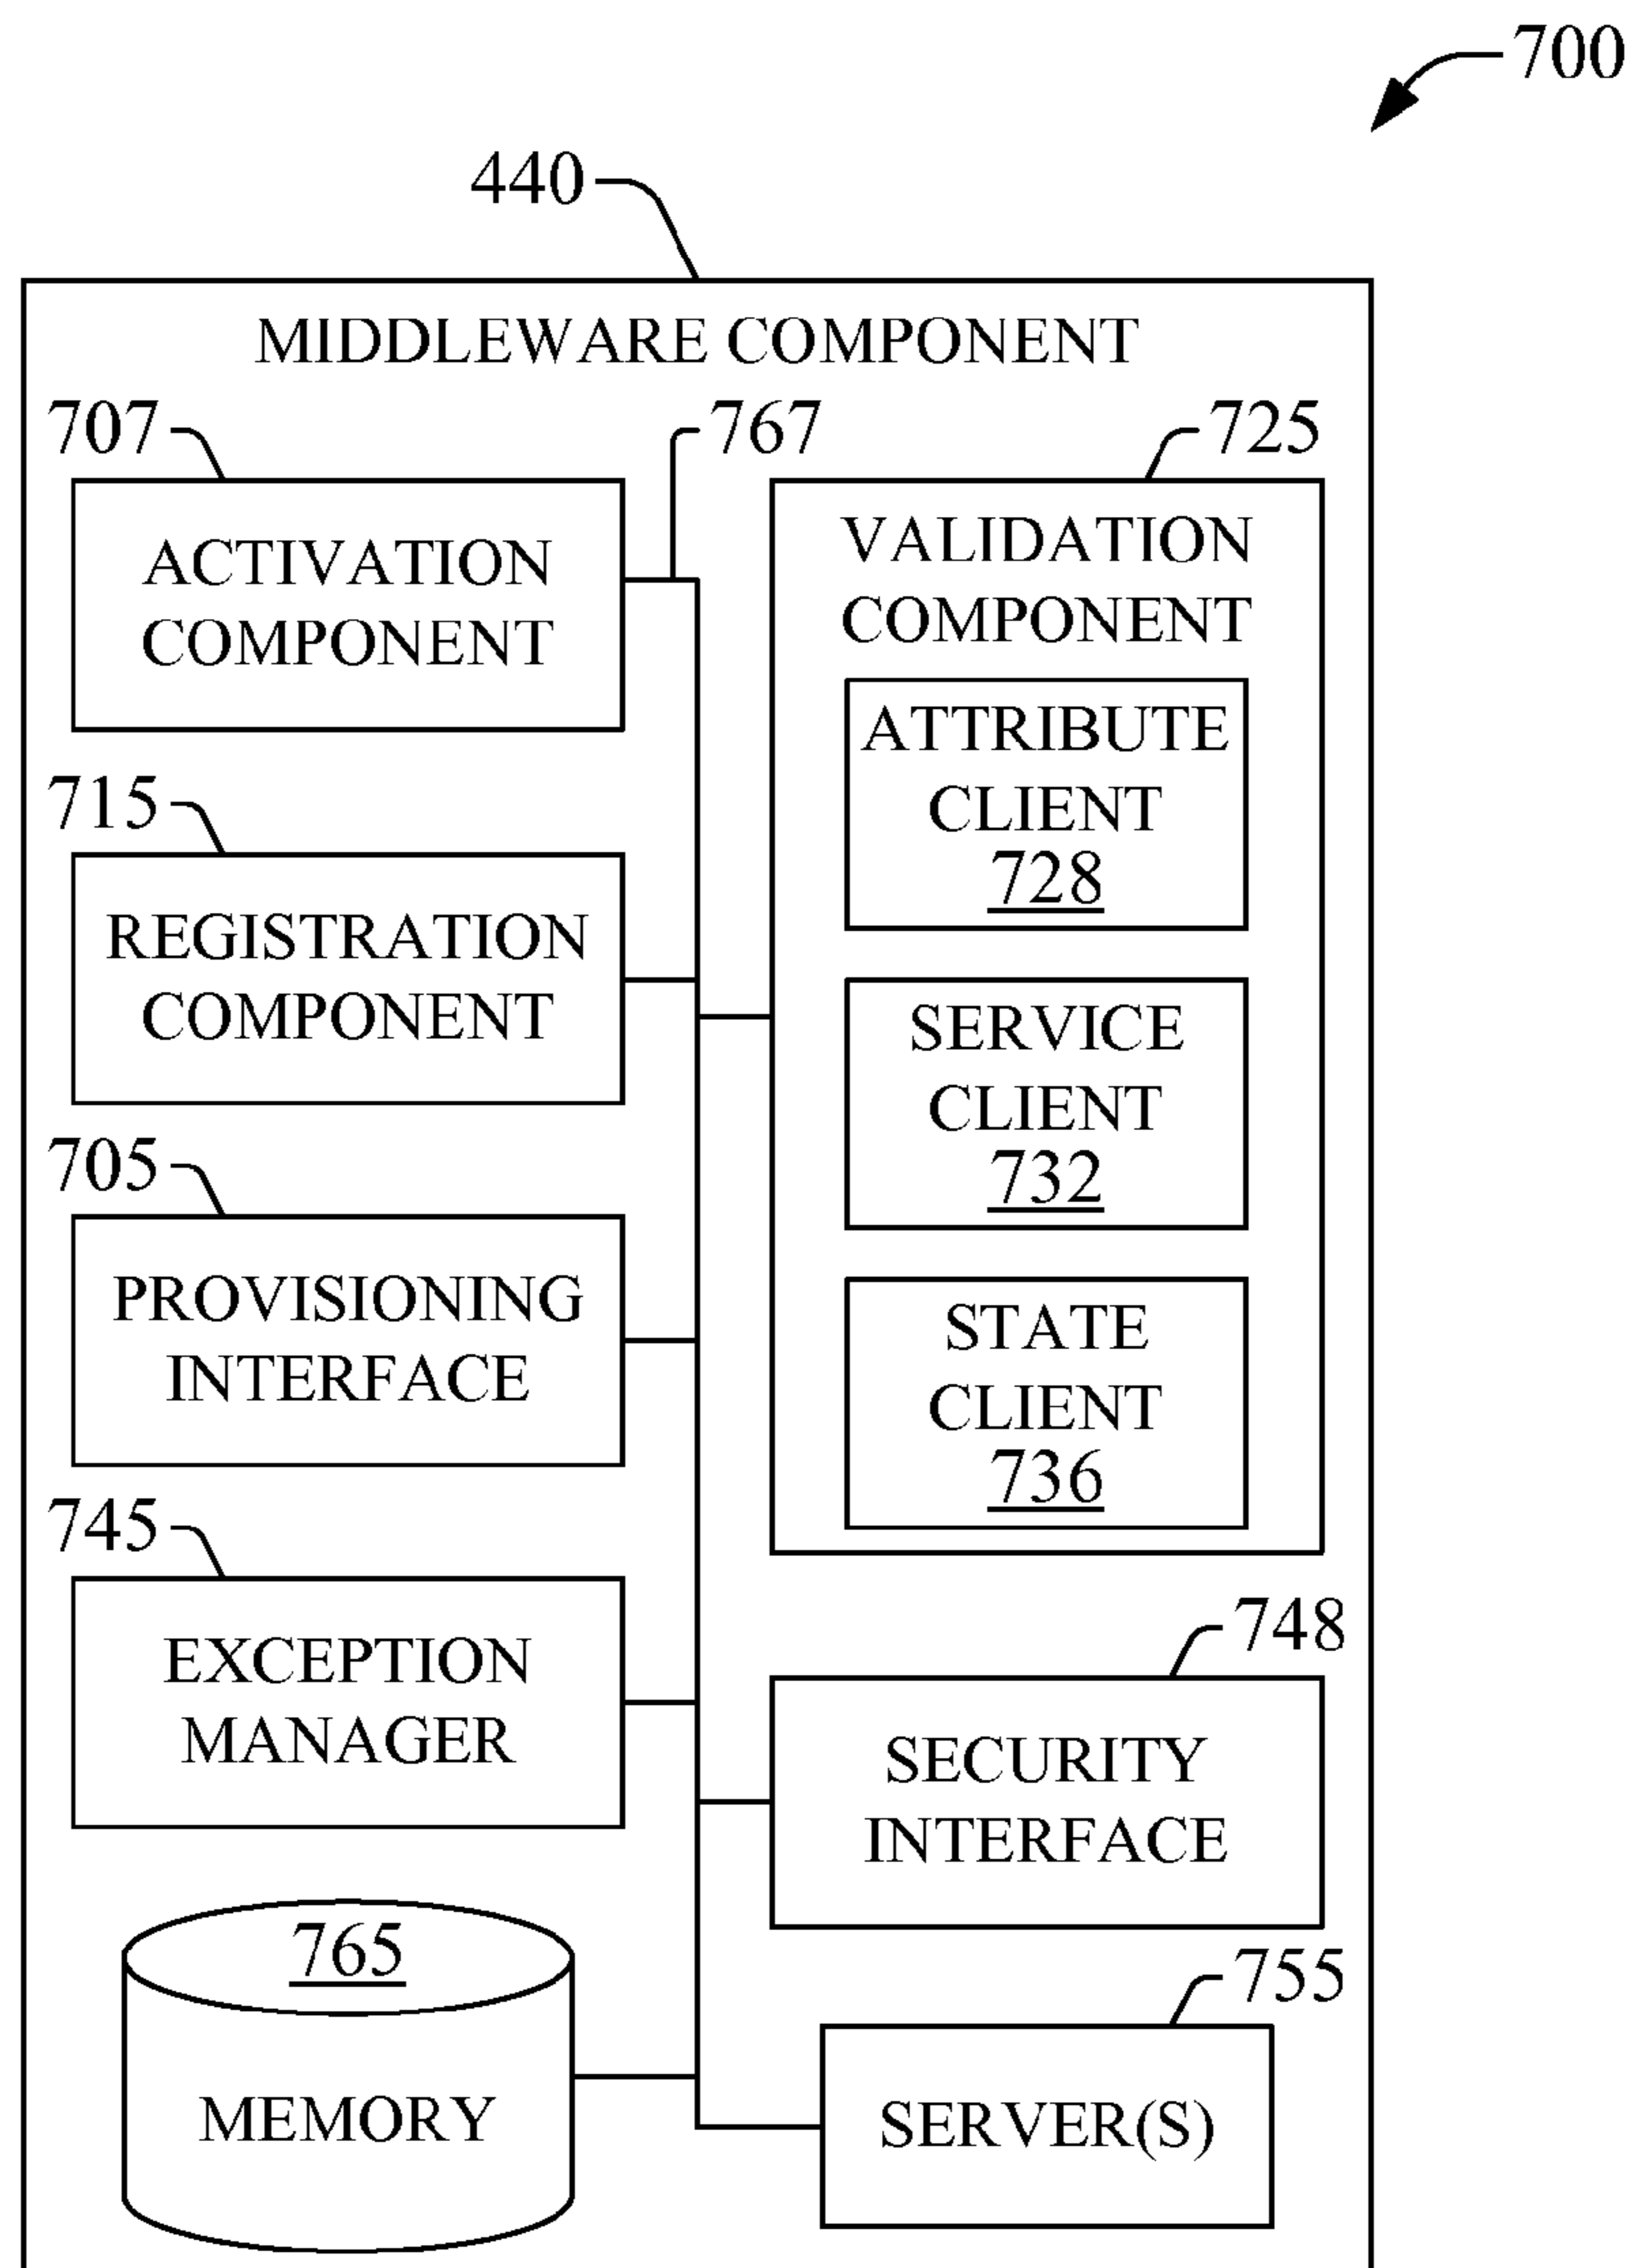 700
440
MIDDLEWARE COMPONENT
707
767
725
ACTIVATION
COMPONENT
VALIDATION
COMPONENT
ATTRIBUTE
CLIENT
728
715
REGISTRATION
COMPONENT
SERVICE
CLIENT
732
705
PROVISIONING
INTERFACE
STATE
CLIENT
736
745
EXCEPTION
MANAGER
748
SECURITY
INTERFACE
765
MEMORY
755
SERVER(S)